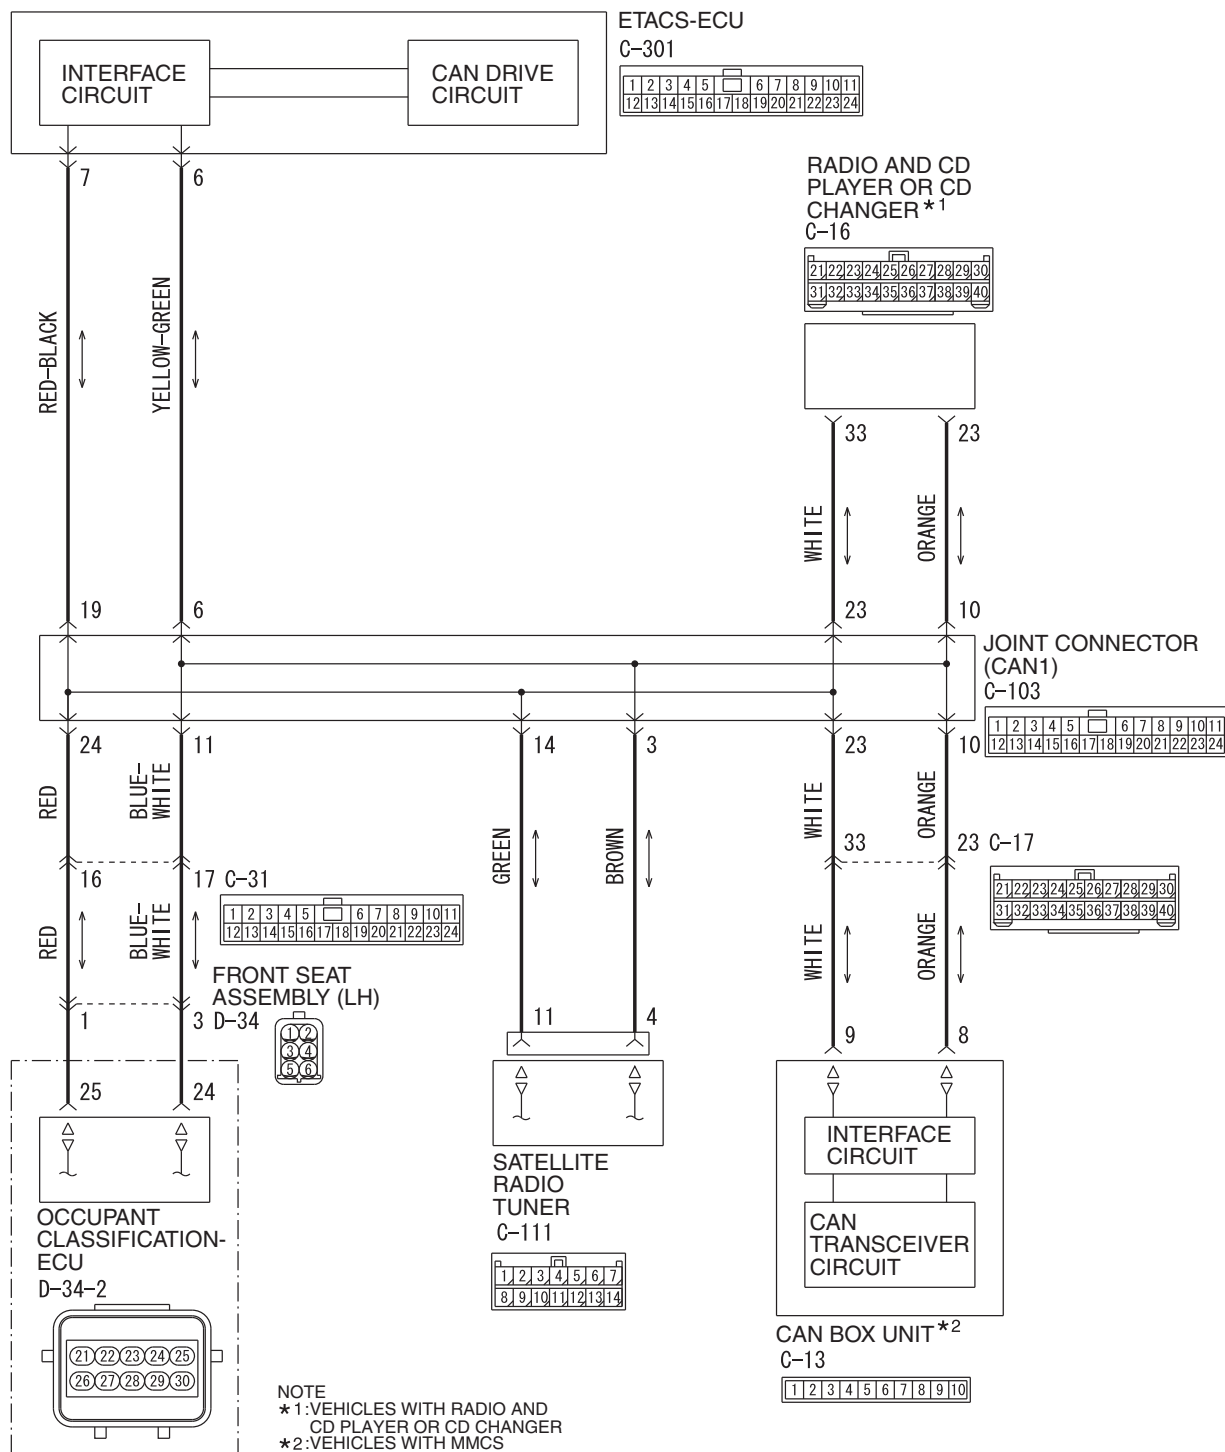 ETACS-ECU
C-301
INTERFACE
CIRCUIT
CAN DRIVE
CIRCUIT
1 2 3 4 5 6 7 8 9 10 11
12 13 14 15 16 17 18 19 20 21 22 23 24
7 6
RADIO AND CD
PLAYER OR CD
CHANGER *1
C-16
21 22 23 24 25 26 27 28 29 30
31 32 33 34 35 36 37 38 39 40
RED-BLACK
YELLOW-GREEN
33 23
WHITE
ORANGE
19 6 23 10
JOINT CONNECTOR
(CAN1)
C-103
1 2 3 4 5 6 7 8 9 10 11
12 13 14 15 16 17 18 19 20 21 22 23 24
24 11 14 3 23 10
RED
BLUE-
WHITE
GREEN
BROWN
WHITE
ORANGE
33 23 C-17
21 22 23 24 25 26 27 28 29 30
31 32 33 34 35 36 37 38 39 40
16 17 C-31
1 2 3 4 5 6 7 8 9 10 11
12 13 14 15 16 17 18 19 20 21 22 23 24
RED
BLUE-
WHITE
WHITE
ORANGE
FRONT SEAT
ASSEMBLY (LH)
1 3 D-34
1 2
3 4
5 6
11 4
9 8
25 24
INTERFACE
CIRCUIT
CAN
TRANSCEIVER
CIRCUIT
SATELLITE
RADIO
TUNER
C-111
1 2 3 4 5 6 7
8 9 10 11 12 13 14
OCCUPANT
CLASSIFICATION-
ECU
D-34-2
21 22 23 24 25
26 27 28 29 30
CAN BOX UNIT *2
C-13
1 2 3 4 5 6 7 8 9 10
NOTE
*1:VEHICLES WITH RADIO AND
CD PLAYER OR CD CHANGER
*2:VEHICLES WITH MMCS